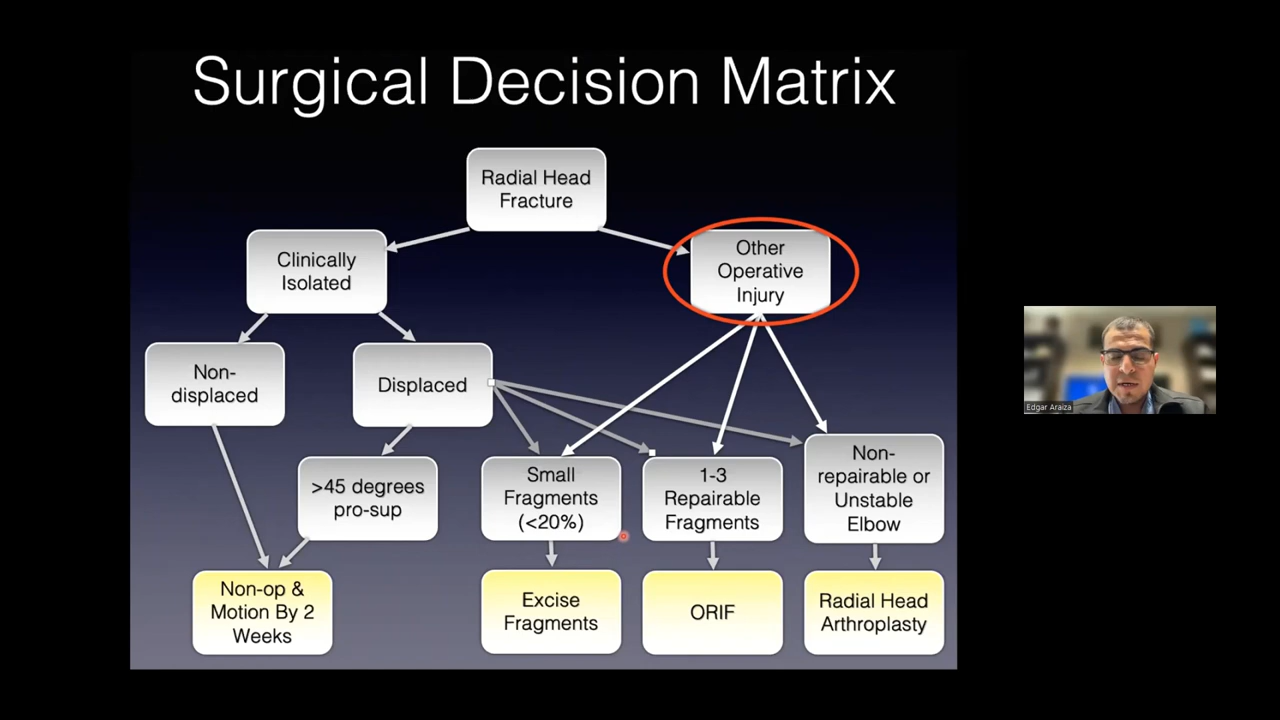 Surgical Decision Matrix
Radial Head
Fracture
Clinically
Isolated
Other
Operative
Injury
Non-
displaced
Displaced
>45 degrees
pro-sup
Small
Fragments
(<20%)
1-3
Repairable
Fragments
Non-
repairable or
Unstable
Elbow
Non-op &
Motion By 2
Weeks
Excise
Fragments
ORIF
Radial Head
Arthroplasty
Edgar Araiza